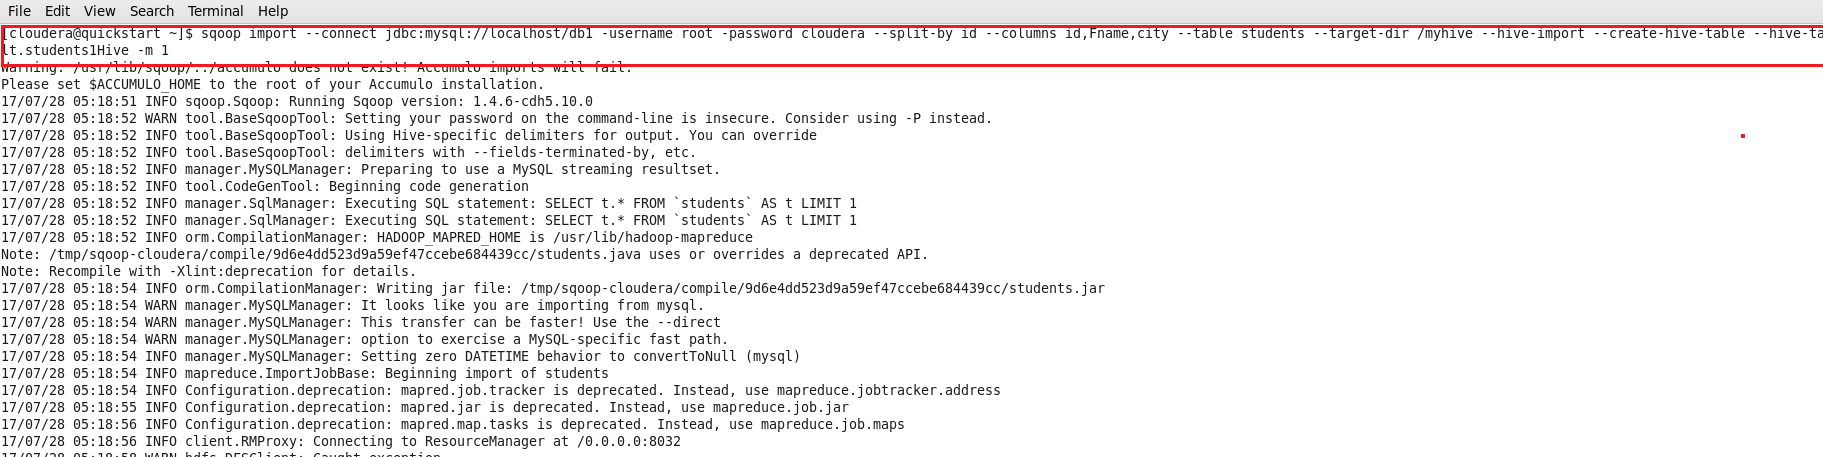 File Edit View Search Terminal Help
[cloudera@quickstart ~]$ sqoop import --connect jdbc:mysql://localhost/db1 -username root -password cloudera --split-by id --columns id,Fname,city --table students --target-dir /myhive --hive-import --create-hive-table --hive-ta
lt.students1Hive -m 1
Warning: /usr/lib/sqoop/../accumulo does not exist! Accumulo imports will fail.
Please set $ACCUMULO_HOME to the root of your Accumulo installation.
17/07/28 05:18:51 INFO sqoop.Sqoop: Running Sqoop version: 1.4.6-cdh5.10.0
17/07/28 05:18:52 WARN tool.BaseSqoopTool: Setting your password on the command-line is insecure. Consider using -P instead.
17/07/28 05:18:52 INFO tool.BaseSqoopTool: Using Hive-specific delimiters for output. You can override
17/07/28 05:18:52 INFO tool.BaseSqoopTool: delimiters with --fields-terminated-by, etc.
17/07/28 05:18:52 INFO manager.MySQLManager: Preparing to use a MySQL streaming resultset.
17/07/28 05:18:52 INFO tool.CodeGenTool: Beginning code generation
17/07/28 05:18:52 INFO manager.SqlManager: Executing SQL statement: SELECT t.* FROM `students` AS t LIMIT 1
17/07/28 05:18:52 INFO manager.SqlManager: Executing SQL statement: SELECT t.* FROM `students` AS t LIMIT 1
17/07/28 05:18:52 INFO orm.CompilationManager: HADOOP_MAPRED_HOME is /usr/lib/hadoop-mapreduce
Note: /tmp/sqoop-cloudera/compile/9d6e4dd523d9a59ef47ccebe684439cc/students.java uses or overrides a deprecated API.
Note: Recompile with -Xlint:deprecation for details.
17/07/28 05:18:54 INFO orm.CompilationManager: Writing jar file: /tmp/sqoop-cloudera/compile/9d6e4dd523d9a59ef47ccebe684439cc/students.jar
17/07/28 05:18:54 WARN manager.MySQLManager: It looks like you are importing from mysql.
17/07/28 05:18:54 WARN manager.MySQLManager: This transfer can be faster! Use the --direct
17/07/28 05:18:54 WARN manager.MySQLManager: option to exercise a MySQL-specific fast path.
17/07/28 05:18:54 INFO manager.MySQLManager: Setting zero DATETIME behavior to convertToNull (mysql)
17/07/28 05:18:54 INFO mapreduce.ImportJobBase: Beginning import of students
17/07/28 05:18:54 INFO Configuration.deprecation: mapred.job.tracker is deprecated. Instead, use mapreduce.jobtracker.address
17/07/28 05:18:55 INFO Configuration.deprecation: mapred.jar is deprecated. Instead, use mapreduce.job.jar
17/07/28 05:18:56 INFO Configuration.deprecation: mapred.map.tasks is deprecated. Instead, use mapreduce.job.maps
17/07/28 05:18:56 INFO client.RMProxy: Connecting to ResourceManager at /0.0.0.0:8032
17/07/28 05:18:58 WARN hdfs.DFSClient: Caught exception